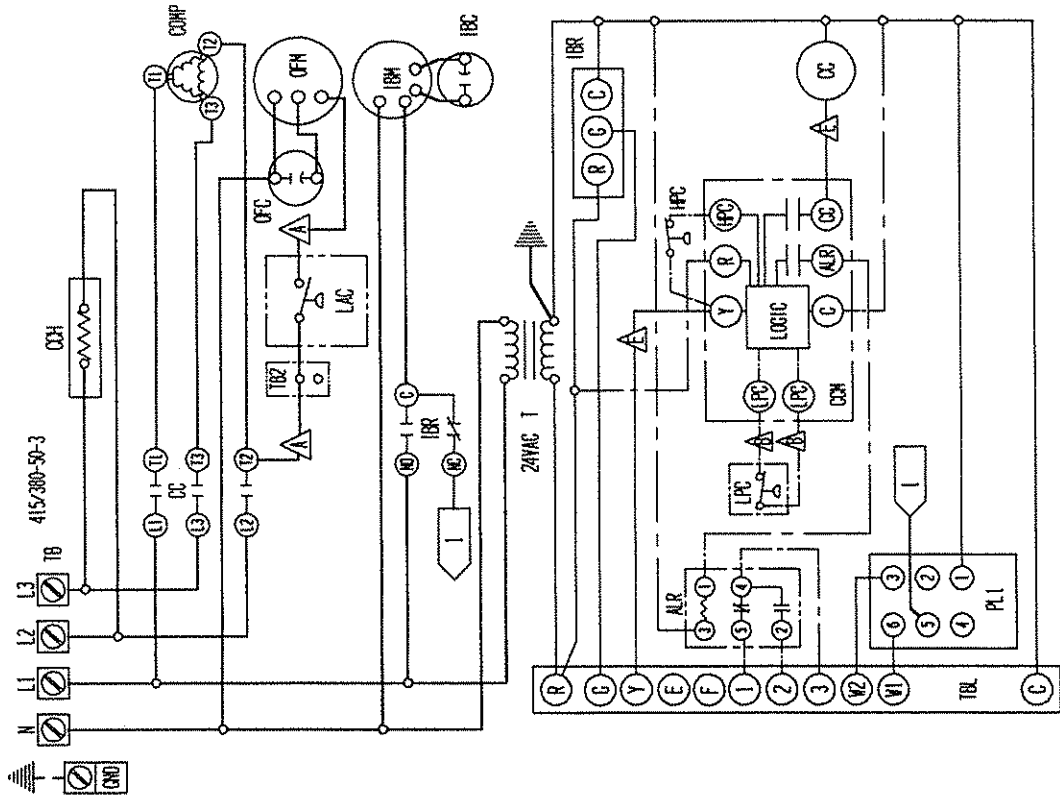 415/380-50-3
TB
N
L1
L2
L3
GND
CCH
COMP
T1
T2
T3
L1
T1
CC
L3
T3
L2
T2
OFM
OFC
A
LAC
TB2
A
IBM
IBC
C
IBR
NO
NC
1
24VAC T
IBR
R
G
C
CC
E
E
HPC
HPC
R
Y
LOGIC
CC
ALR
C
LPC
LPC
CCM
B
B
LPC
ALR
1
3
4
5
2
1
3
2
1
6
5
4
PL1
R
G
Y
E
F
1
2
3
W2
W1
TBL
C